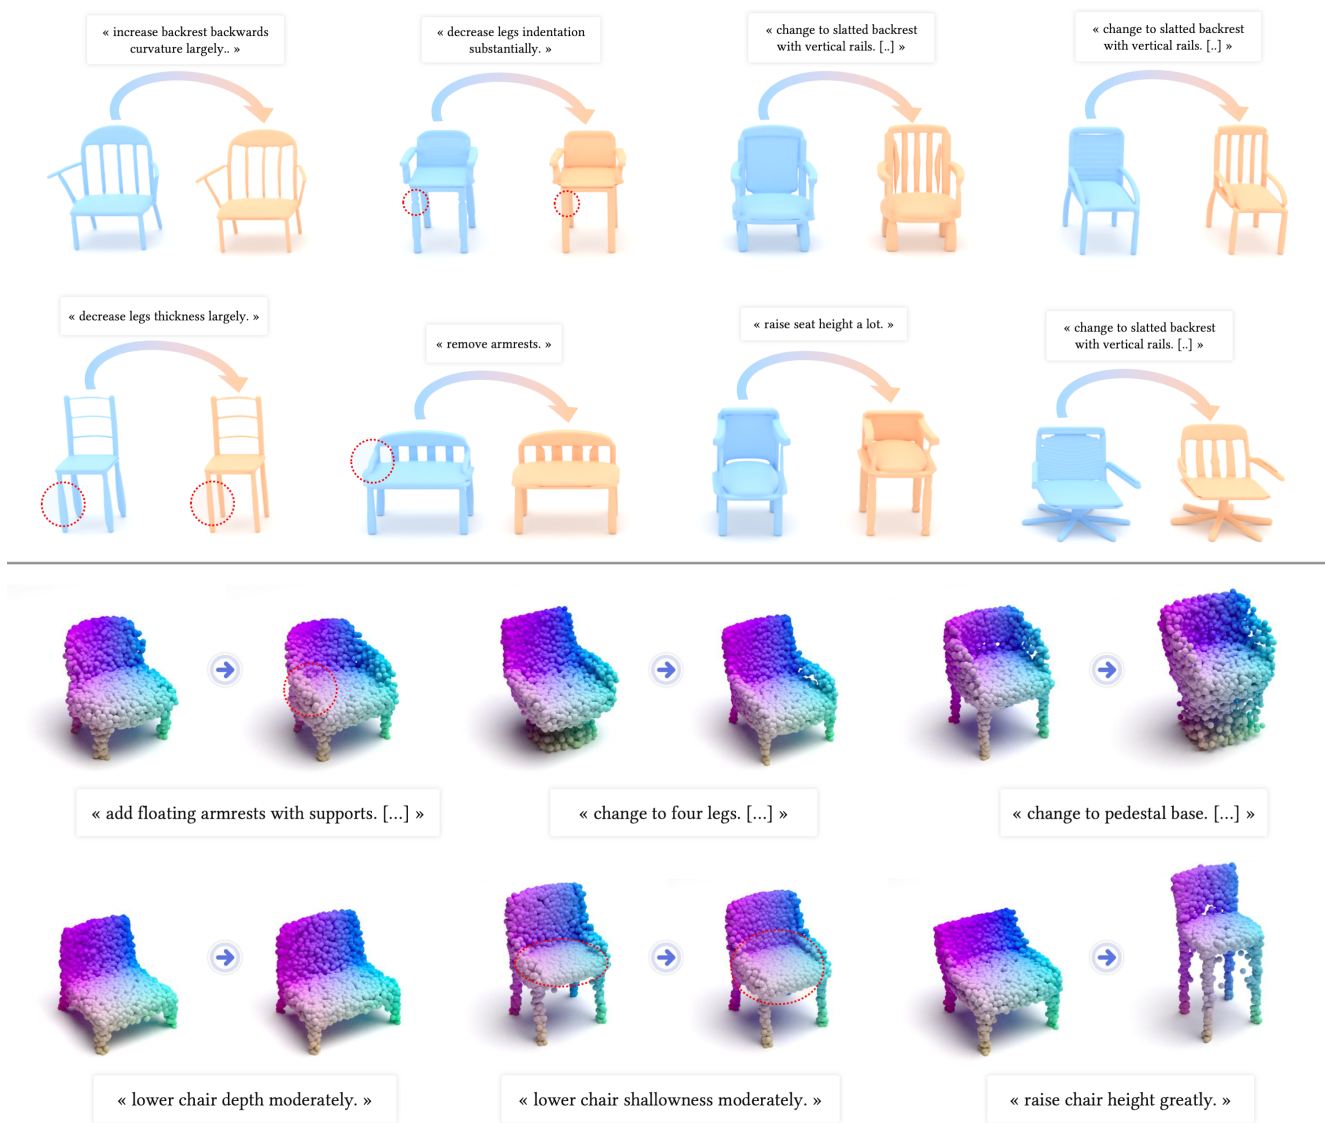 « increase backrest backwards
curvature largely.. »
« decrease legs indentation
substantially. »
« change to slatted backrest
with vertical rails. [..] »
« change to slatted backrest
with vertical rails. [..] »
« decrease legs thickness largely. »
« remove armrests. »
« raise seat height a lot. »
« change to slatted backrest
with vertical rails. [..] »
« add floating armrests with supports. [...] »
« change to four legs. [...] »
« change to pedestal base. [...] »
« lower chair depth moderately. »
« lower chair shallowness moderately. »
« raise chair height greatly. »